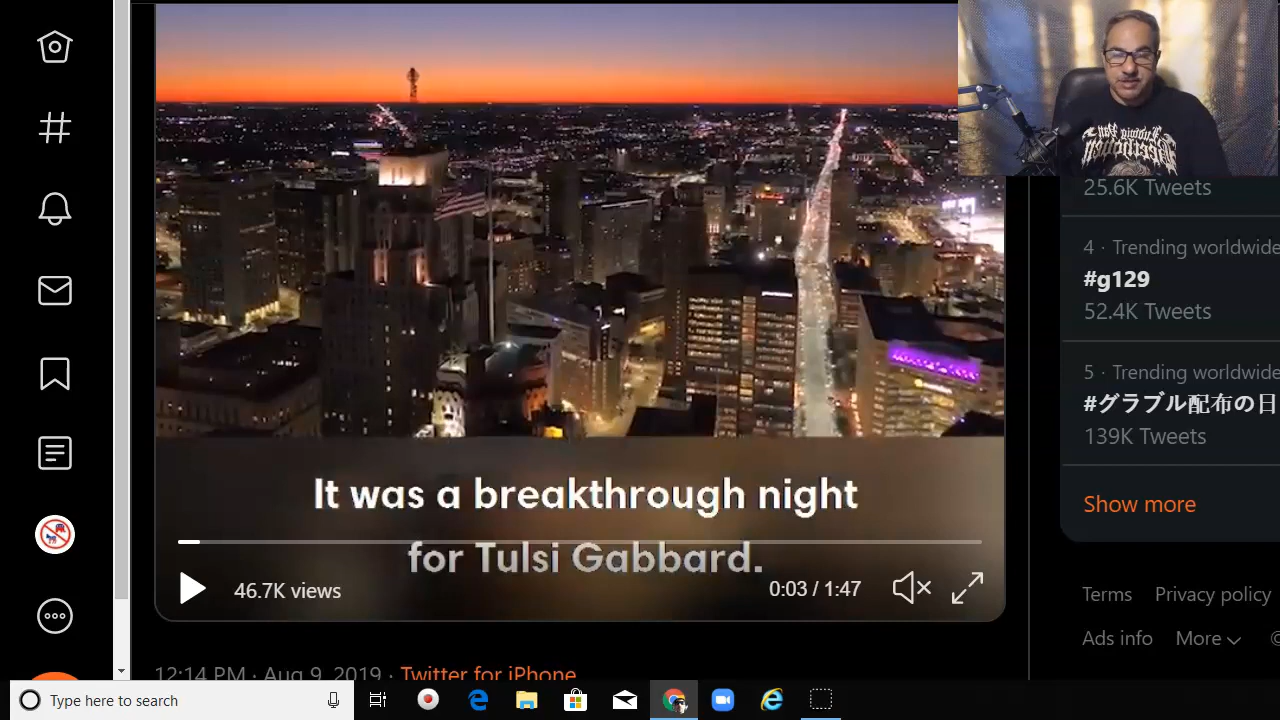 25.6K Tweets
4 · Trending worldwide
#g129
52.4K Tweets
5 · Trending worldwide
#グラブル配布の日
139K Tweets
Show more
Terms Privacy policy
Ads info More
It was a breakthrough night
for Tulsi Gabbard.
46.7K views
0:03 / 1:47
12:14 PM · Aug 9, 2019 · Twitter for iPhone
Type here to search